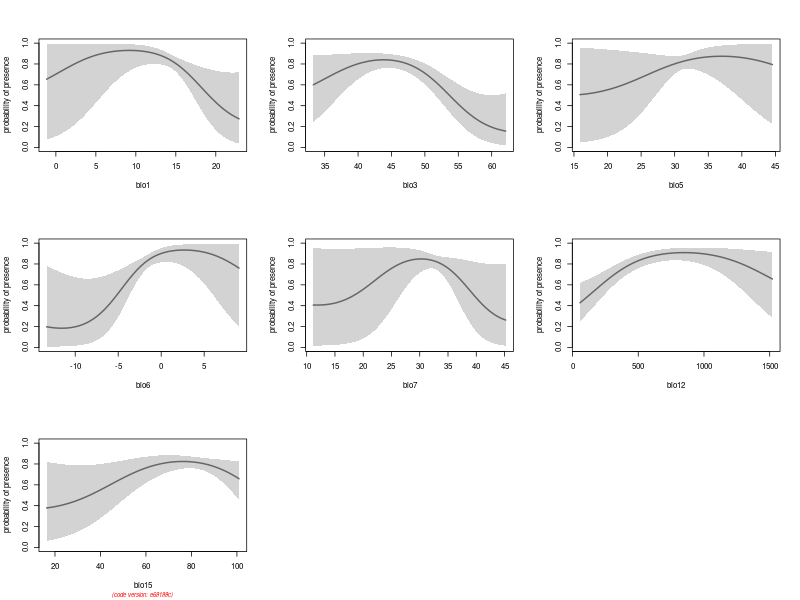 probability of presence
0.0 0.2 0.4 0.6 0.8 1.0
0 5 10 15 20
bio1
probability of presence
0.0 0.2 0.4 0.6 0.8 1.0
35 40 45 50 55 60
bio3
probability of presence
0.0 0.2 0.4 0.6 0.8 1.0
15 20 25 30 35 40 45
bio5
probability of presence
0.0 0.2 0.4 0.6 0.8 1.0
-10 -5 0 5
bio6
probability of presence
0.0 0.2 0.4 0.6 0.8 1.0
10 15 20 25 30 35 40 45
bio7
probability of presence
0.0 0.2 0.4 0.6 0.8 1.0
0 500 1000 1500
bio12
probability of presence
0.0 0.2 0.4 0.6 0.8 1.0
20 40 60 80 100
bio15
(code version: e68188c)